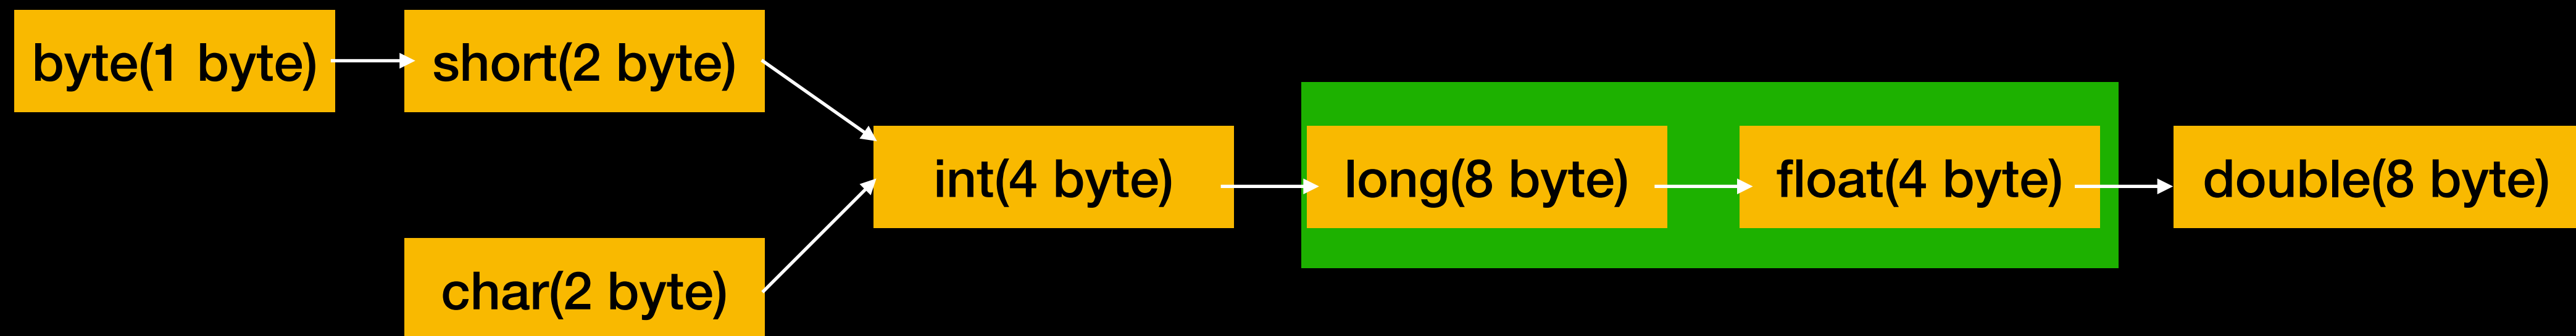 byte(1 byte)
short(2 byte)
int(4 byte)
long(8 byte)
float(4 byte)
double(8 byte)
char(2 byte)